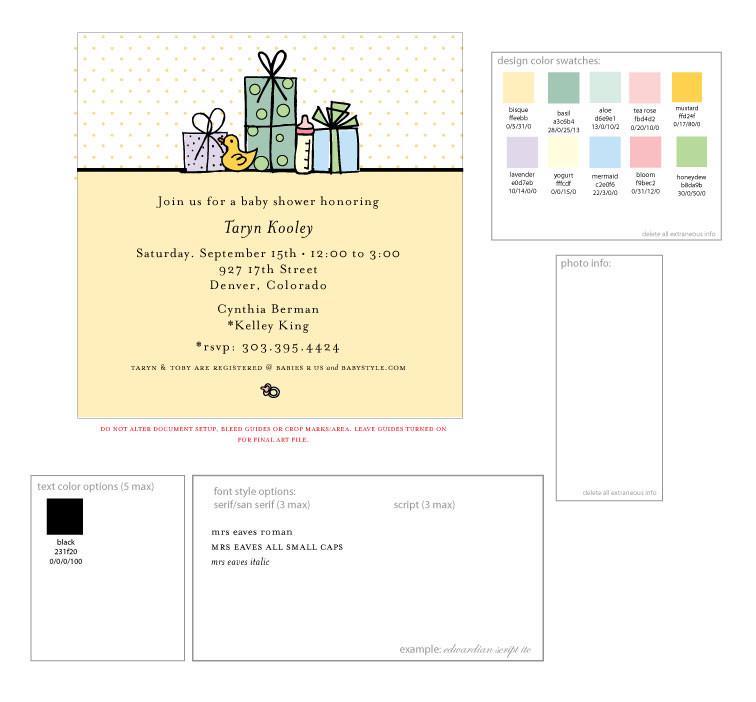 Join us for a baby shower honoring
Taryn Kooley
Saturday, September 15th • 12:00 to 3:00
927 17th Street
Denver, Colorado
Cynthia Berman
*Kelley King
*rsvp: 303.395.4424
TARYN & TOBY ARE REGISTERED @ BABIES R US and BABYSTYLE.COM
DO NOT ALTER DOCUMENT SETUP, BLEED GUIDES OR CROP MARKS/AREA. LEAVE GUIDES TURNED ON
FOR FINAL ART FILE.
design color swatches:
bisque
ffeebb
0/5/31/0
basil
a3c5b4
28/0/25/13
aloe
d6e9e1
13/0/10/2
tea rose
fbd4d2
0/20/10/0
mustard
ffd24f
0/17/80/0
lavender
e0d7eb
10/14/0/0
yogurt
fffcdf
0/0/15/0
mermaid
c2e0f6
22/3/0/0
bloom
f9bec2
0/31/12/0
honeydew
b8da9b
30/0/50/0
delete all extraneous info
photo info:
delete all extraneous info
text color options (5 max)
black
231f20
0/0/0/100
font style options:
serif/san serif (3 max)
script (3 max)
mrs eaves roman
MRS EAVES ALL SMALL CAPS
mrs eaves italic
example: edwardian script itc